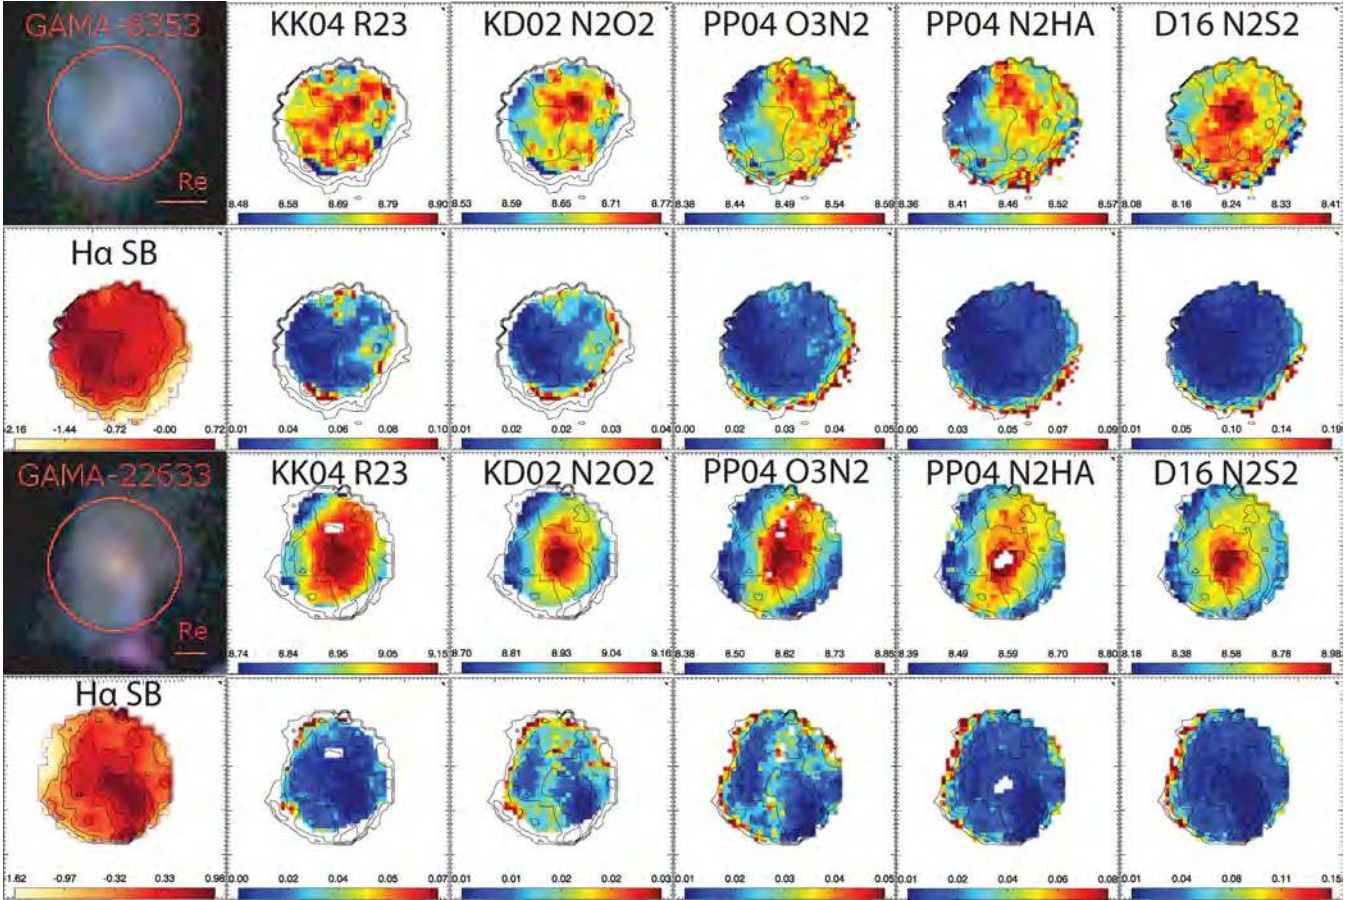 GAMA-8353 KK04 R23 KD02 N2O2 PP04 O3N2 PP04 N2HA D16 N2S2
Re
8.48 8.58 8.69 8.79 8.90 8.53 8.59 8.65 8.71 8.77 8.38 8.44 8.49 8.54 8.59 8.36 8.41 8.46 8.52 8.57 8.08 8.16 8.24 8.33 8.41
Hα SB
-2.16 -1.44 -0.72 -0.00 0.72 0.01 0.04 0.06 0.08 0.10 0.01 0.02 0.02 0.03 0.04 0.00 0.02 0.03 0.04 0.05 0.00 0.03 0.05 0.07 0.09 0.01 0.05 0.10 0.14 0.19
GAMA-22633 KK04 R23 KD02 N2O2 PP04 O3N2 PP04 N2HA D16 N2S2
Re
8.74 8.84 8.95 9.05 9.15 8.70 8.81 8.93 9.04 9.16 8.38 8.50 8.62 8.73 8.85 8.39 8.49 8.59 8.70 8.80 8.18 8.38 8.58 8.78 8.98
Hα SB
-1.62 -0.97 -0.32 0.33 0.98 0.00 0.02 0.04 0.05 0.07 0.01 0.01 0.02 0.02 0.03 0.01 0.02 0.03 0.04 0.05 0.01 0.02 0.04 0.06 0.08 0.01 0.04 0.08 0.11 0.15